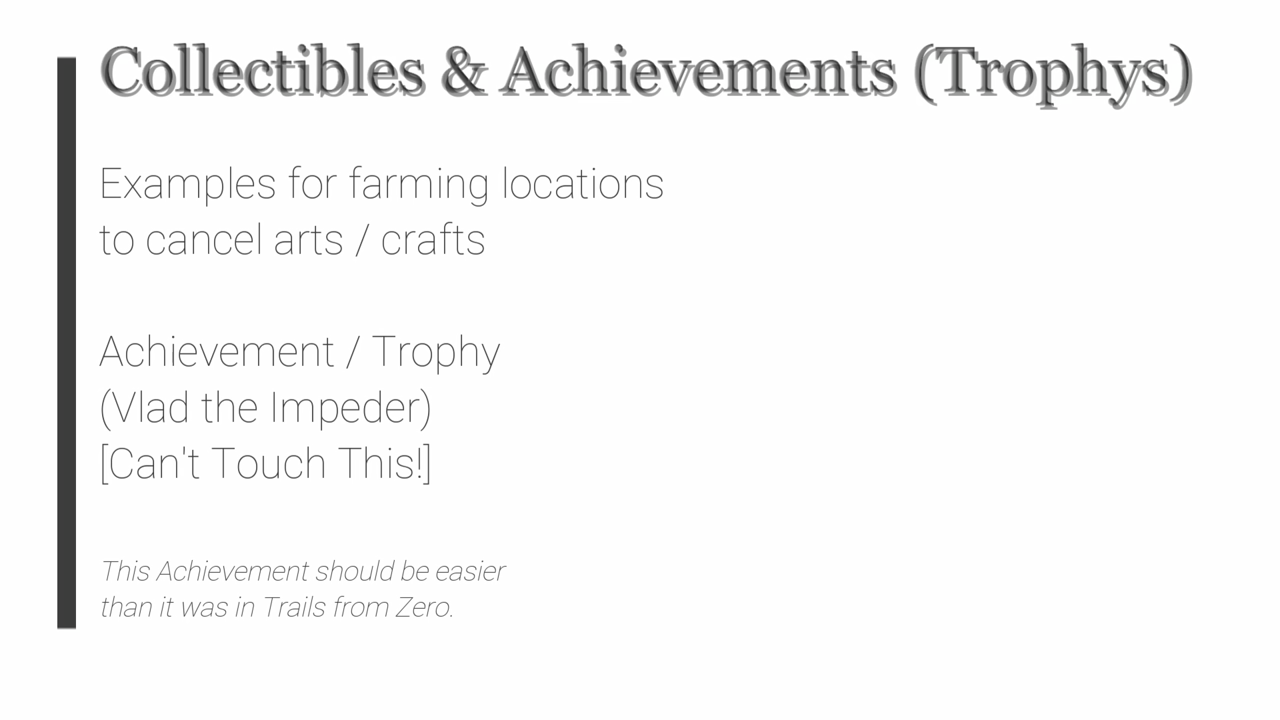 Collectibles & Achievements (Trophys)
Examples for farming locations
to cancel arts / crafts
Achievement / Trophy
(Vlad the Impeder)
[Can't Touch This!]
This Achievement should be easier
than it was in Trails from Zero.